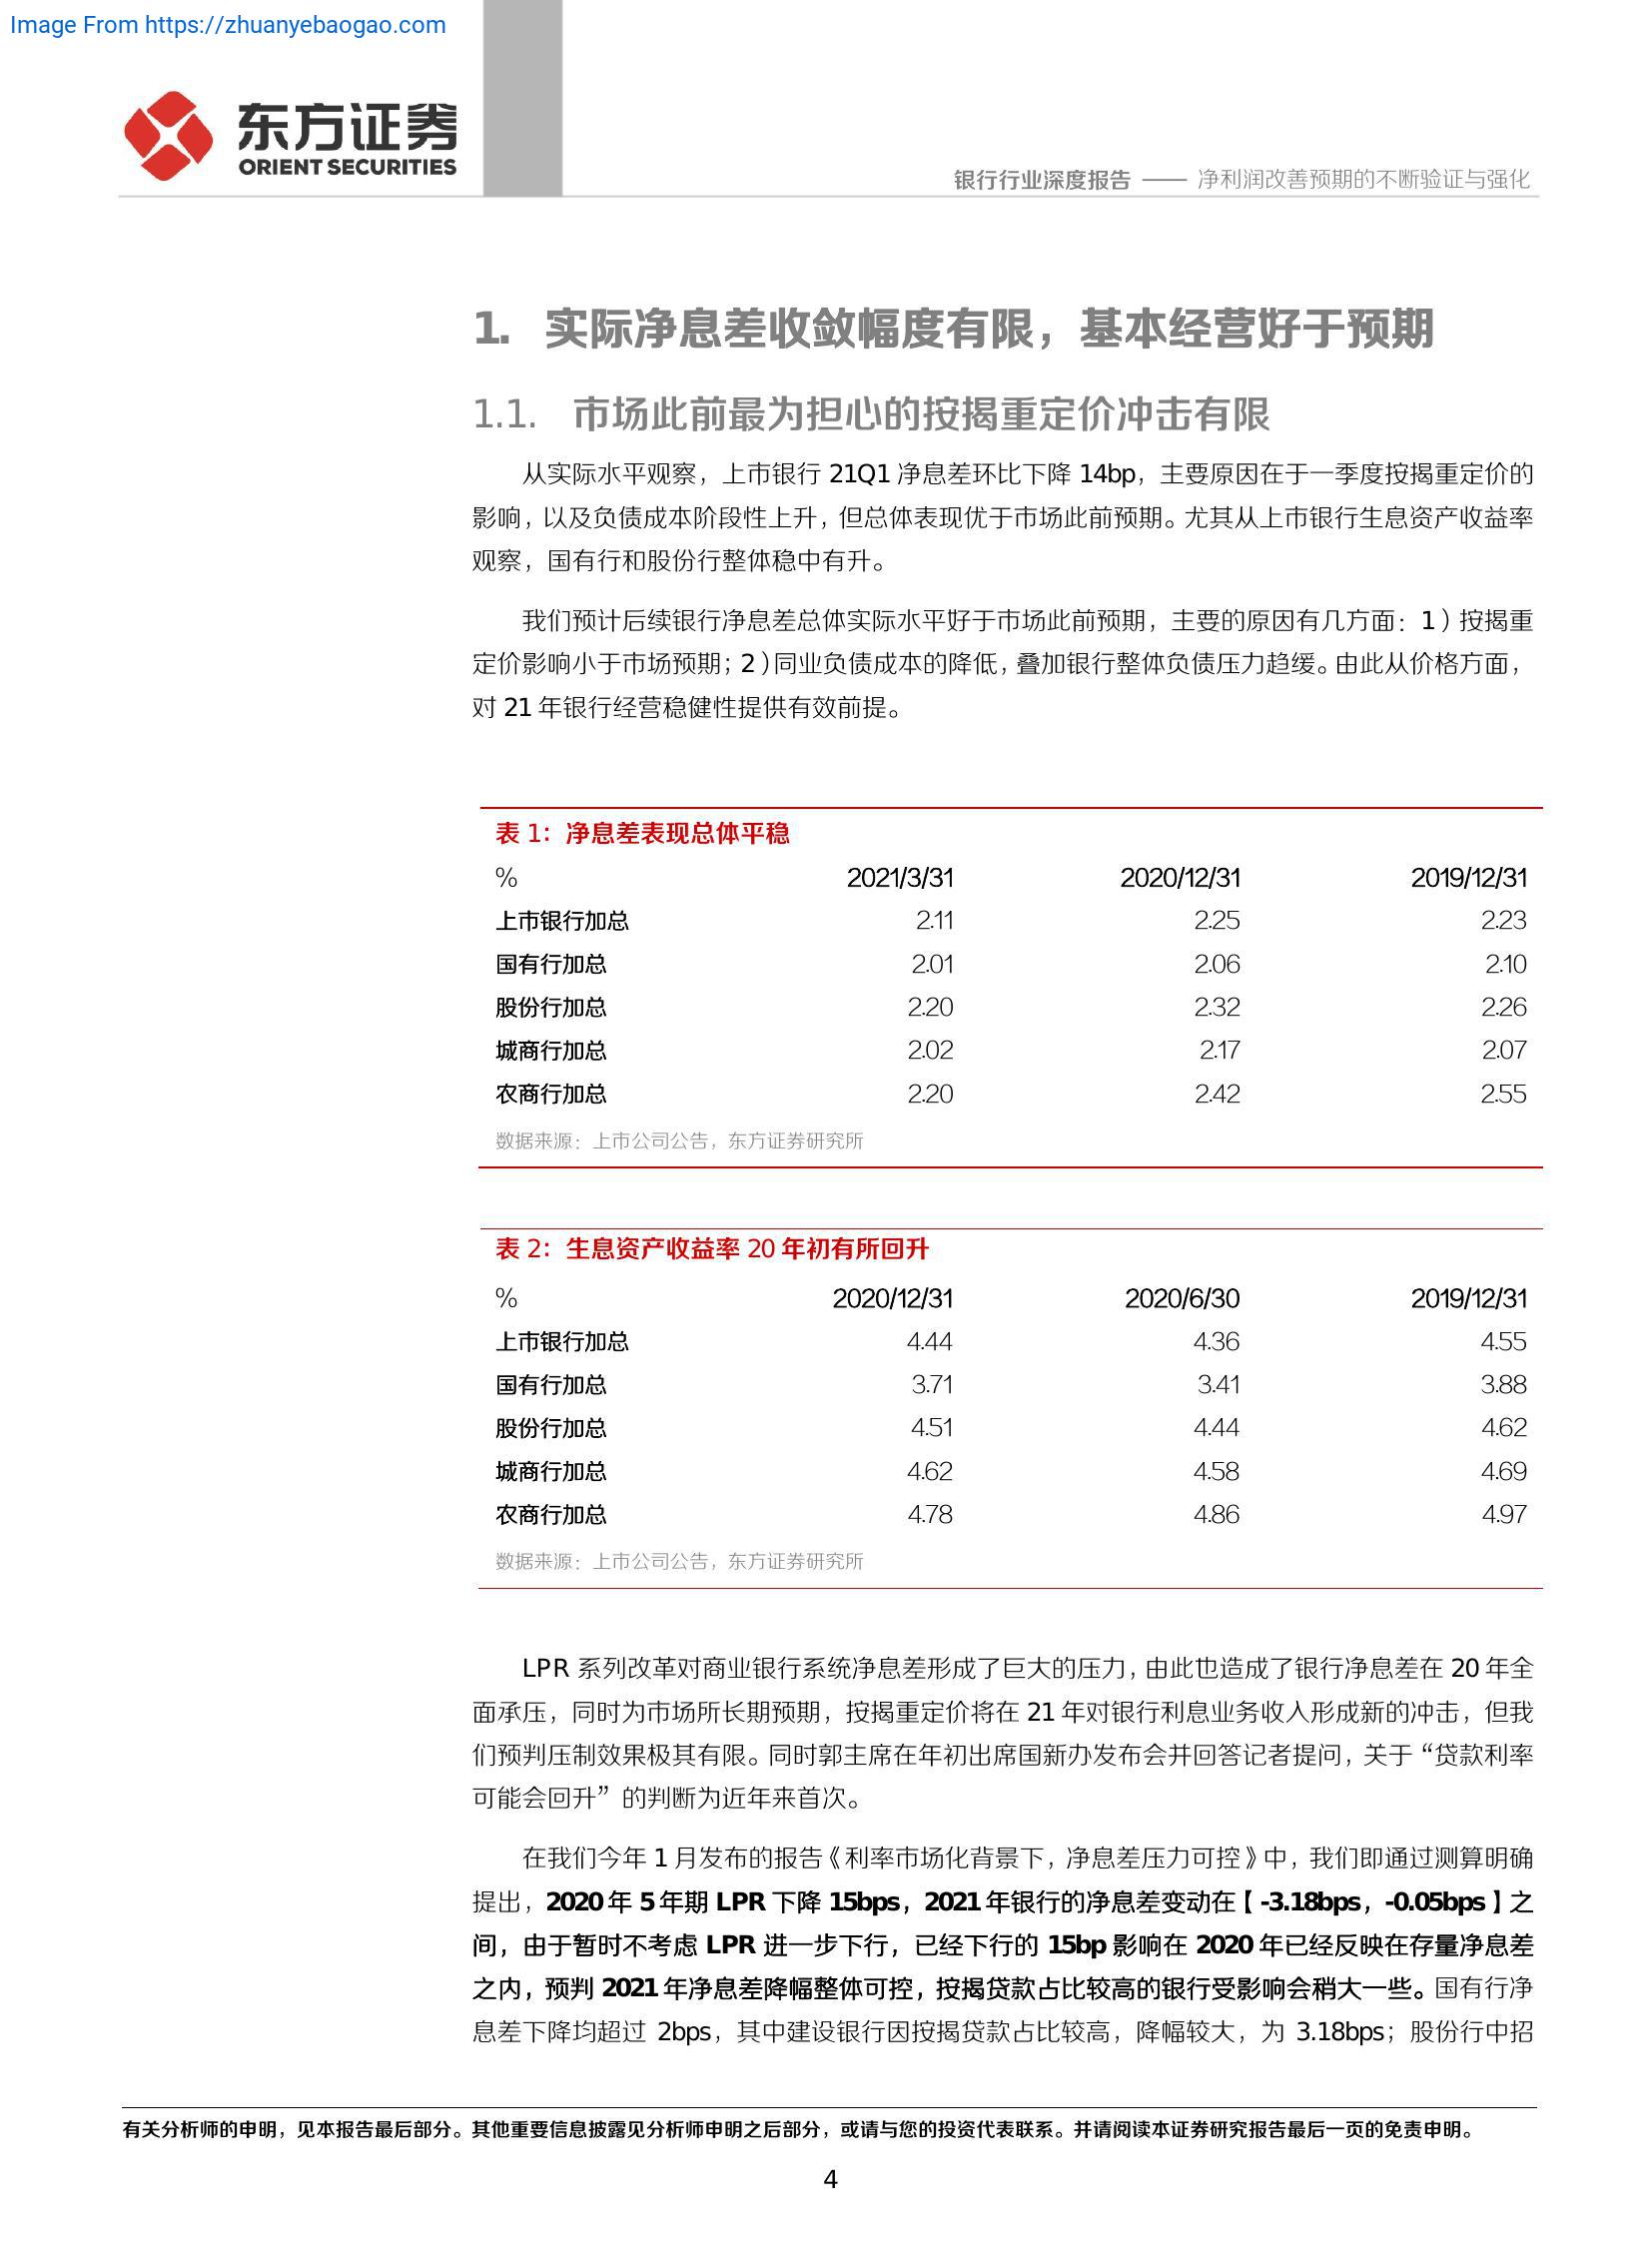 Image From https://zhuanyebaogao.com
东方证券
ORIENT SECURITIES
银行行业深度报告 —— 净利润改善预期的不断验证与强化
1. 实际净息差收敛幅度有限，基本经营好于预期
1.1. 市场此前最为担心的按揭重定价冲击有限
从实际水平观察，上市银行 21Q1 净息差环比下降 14bp，主要原因在于一季度按揭重定价的
影响，以及负债成本阶段性上升，但总体表现优于市场此前预期。尤其从上市银行生息资产收益率
观察，国有行和股份行整体稳中有升。
我们预计后续银行净息差总体实际水平好于市场此前预期，主要的原因有几方面：1）按揭重
定价影响小于市场预期；2）同业负债成本的降低，叠加银行整体负债压力趋缓。由此从价格方面，
对 21 年银行经营稳健性提供有效前提。
表 1：净息差表现总体平稳
% 2021/3/31 2020/12/31 2019/12/31
上市银行加总 2.11 2.25 2.23
国有行加总 2.01 2.06 2.10
股份行加总 2.20 2.32 2.26
城商行加总 2.02 2.17 2.07
农商行加总 2.20 2.42 2.55
数据来源：上市公司公告，东方证券研究所
表 2：生息资产收益率 20 年初有所回升
% 2020/12/31 2020/6/30 2019/12/31
上市银行加总 4.44 4.36 4.55
国有行加总 3.71 3.41 3.88
股份行加总 4.51 4.44 4.62
城商行加总 4.62 4.58 4.69
农商行加总 4.78 4.86 4.97
数据来源：上市公司公告，东方证券研究所
LPR 系列改革对商业银行系统净息差形成了巨大的压力，由此也造成了银行净息差在 20 年全
面承压，同时为市场所长期预期，按揭重定价将在 21 年对银行利息业务收入形成新的冲击，但我
们预判压制效果极其有限。同时郭主席在年初出席国新办发布会并回答记者提问，关于“贷款利率
可能会回升”的判断为近年来首次。
在我们今年 1 月发布的报告《利率市场化背景下，净息差压力可控》中，我们即通过测算明确
提出，2020 年 5 年期 LPR 下降 15bps，2021 年银行的净息差变动在【-3.18bps，-0.05bps】之
间，由于暂时不考虑 LPR 进一步下行，已经下行的 15bp 影响在 2020 年已经反映在存量净息差
之内，预判 2021 年净息差降幅整体可控，按揭贷款占比较高的银行受影响会稍大一些。国有行净
息差下降均超过 2bps，其中建设银行因按揭贷款占比较高，降幅较大，为 3.18bps；股份行中招
有关分析师的申明，见本报告最后部分。其他重要信息披露见分析师申明之后部分，或请与您的投资代表联系。并请阅读本证券研究报告最后一页的免责申明。
4